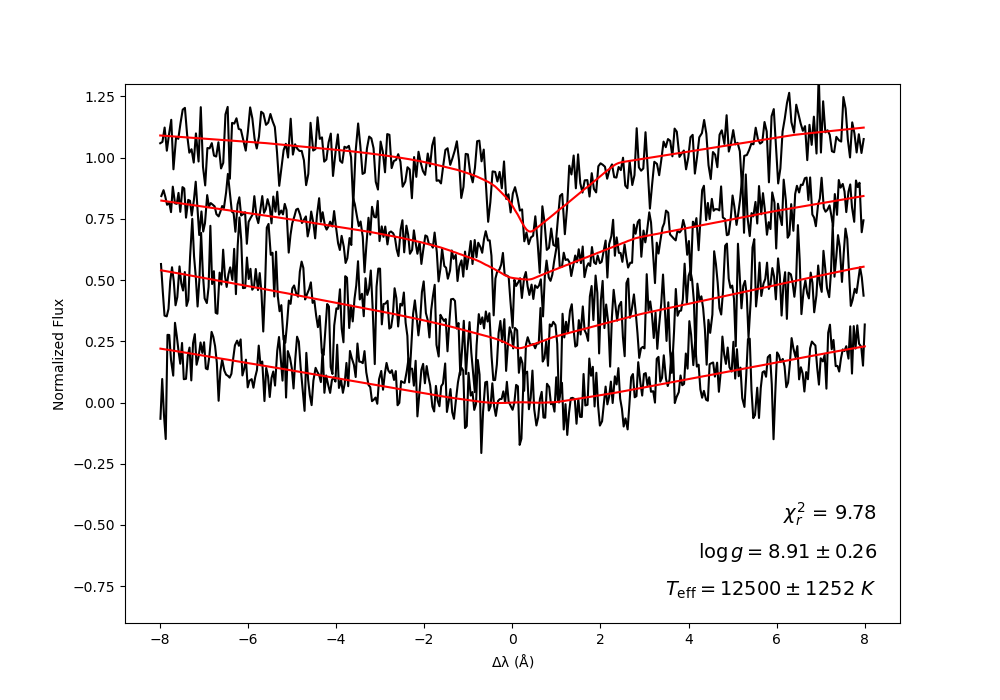 1.25
1.00
0.75
0.50
0.25
0.00
−0.25
−0.50
−0.75
Normalized Flux
χ²ᵣ = 9.78
log g = 8.91 ± 0.26
T_eff = 12500 ± 1252 K
−8 −6 −4 −2 0 2 4 6 8
Δλ (Å)